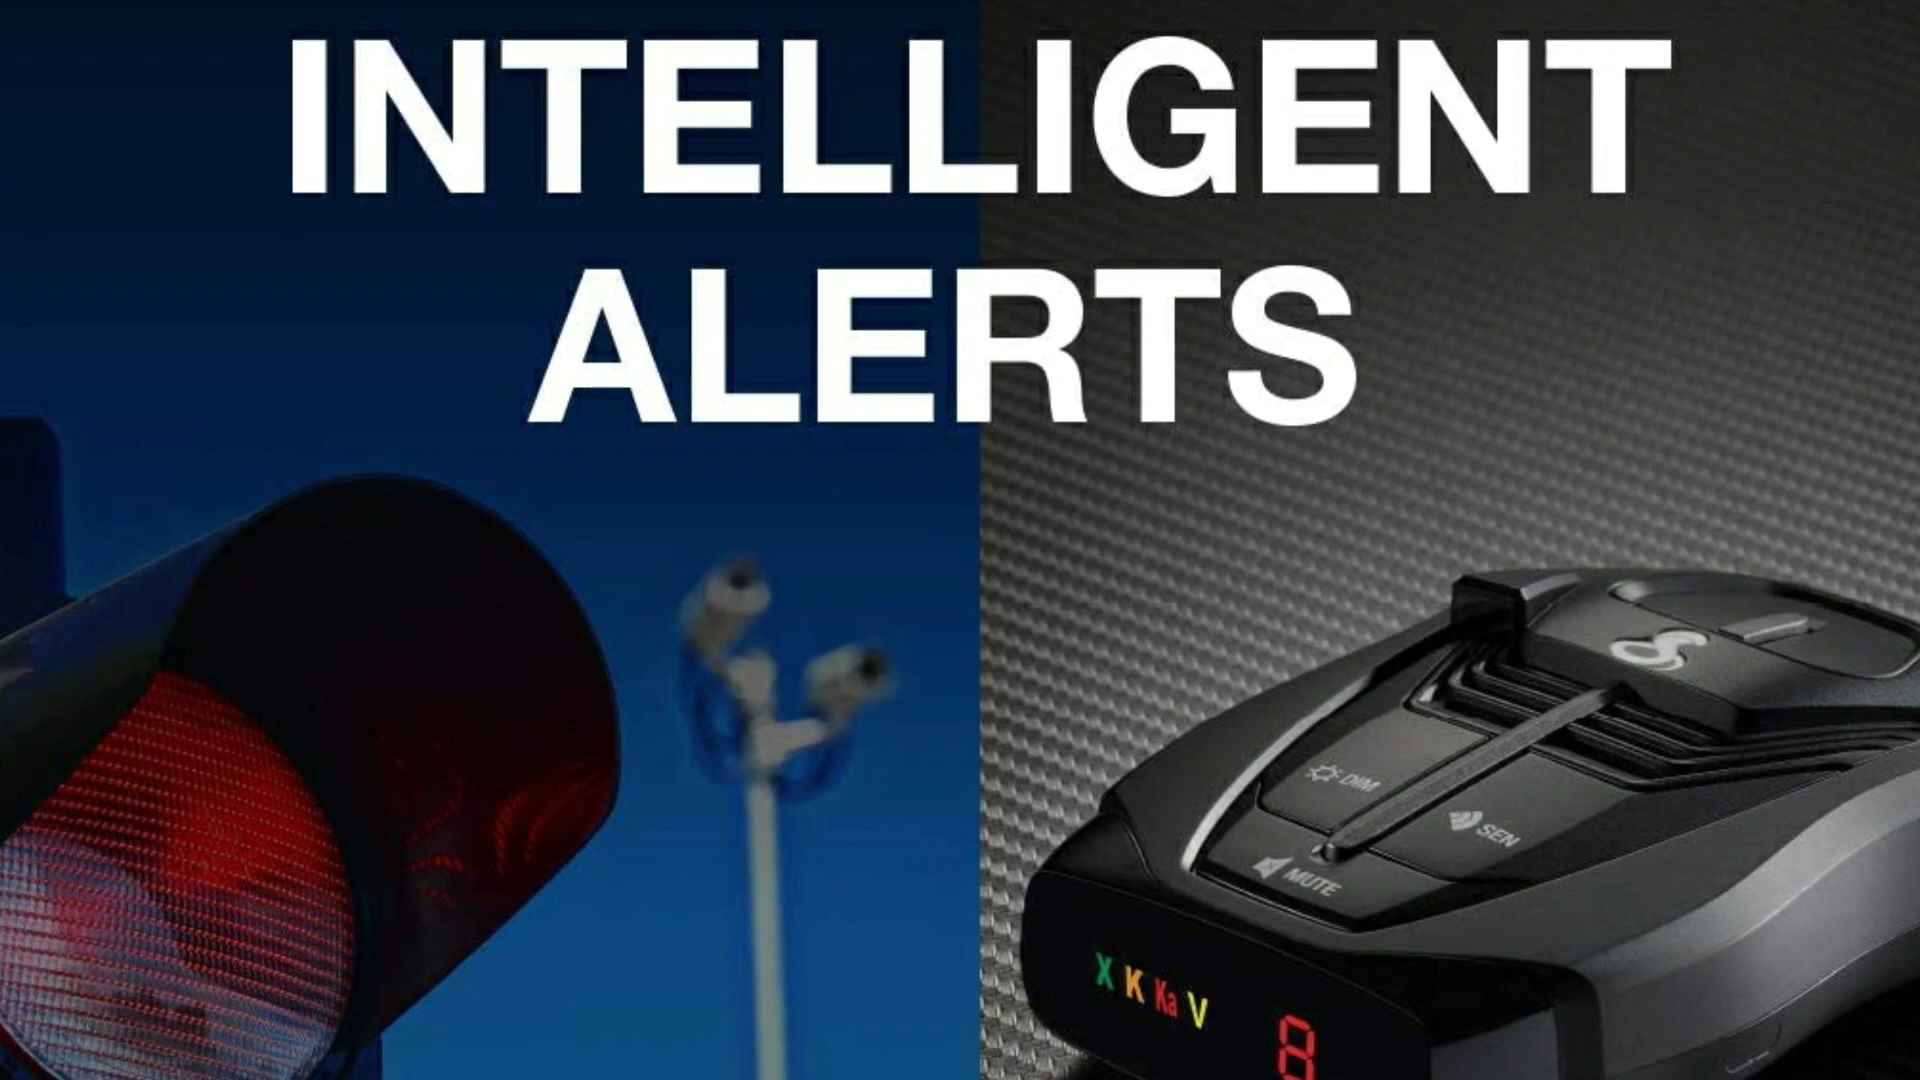 INTELLIGENT
ALERTS
DIM
SEN
MUTE
X K Ka V
8